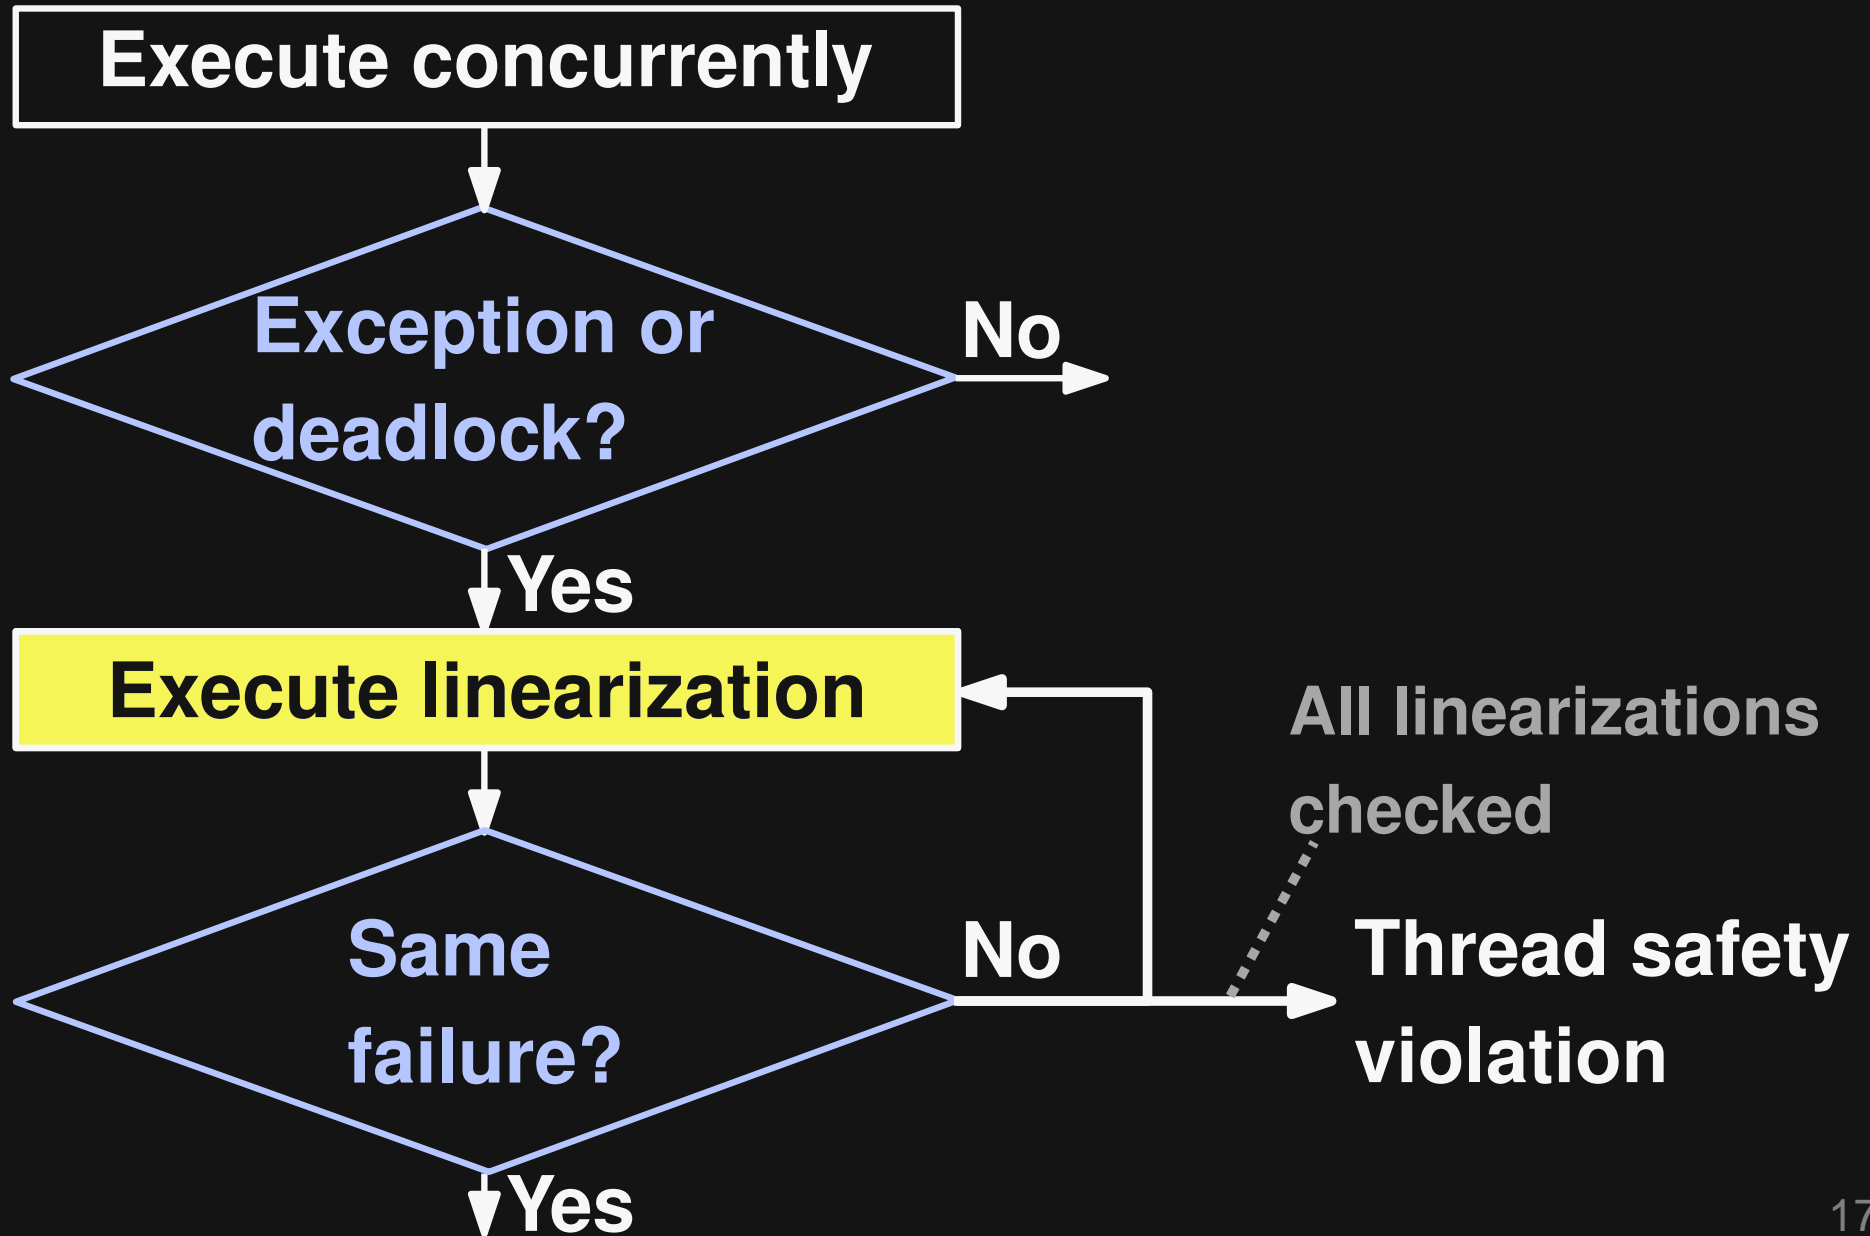 Execute concurrently
Exception or
deadlock?
No
Yes
Execute linearization
All linearizations
checked
Same
failure?
No
Thread safety
violation
Yes
17